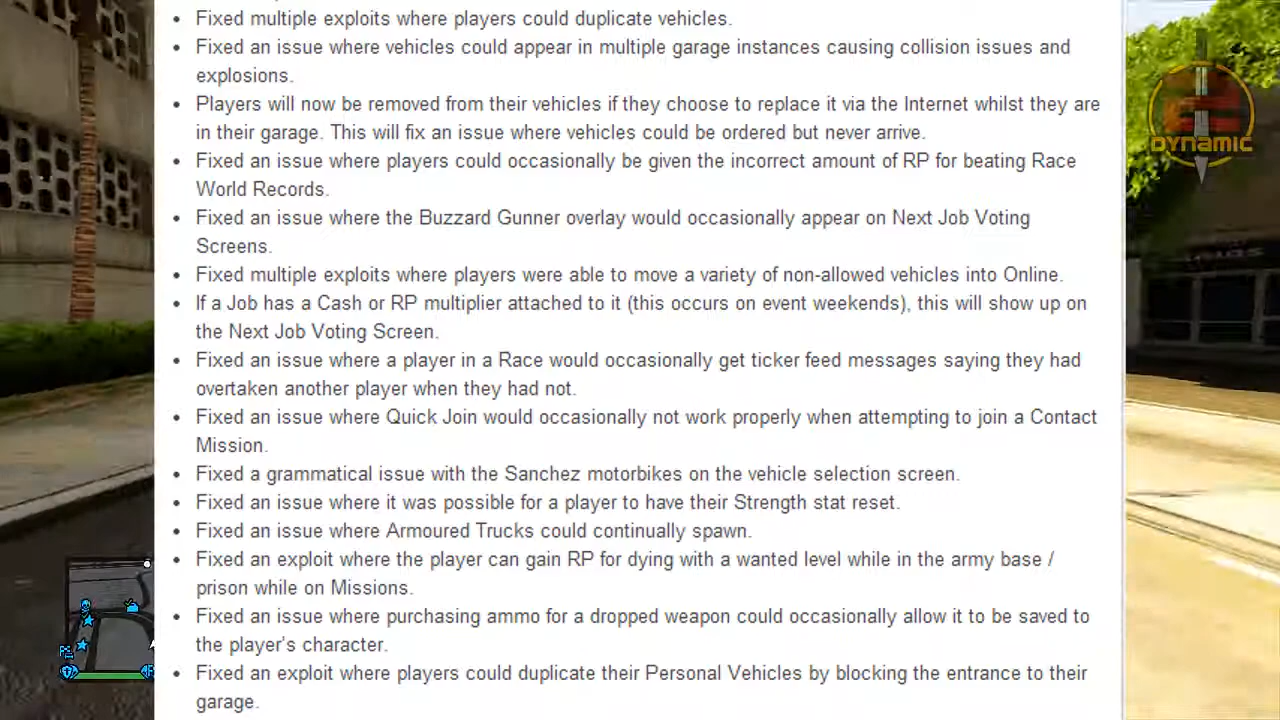 Fixed multiple exploits where players could duplicate vehicles.
Fixed an issue where vehicles could appear in multiple garage instances causing collision issues and
explosions.
Players will now be removed from their vehicles if they choose to replace it via the Internet whilst they are
in their garage. This will fix an issue where vehicles could be ordered but never arrive.
Fixed an issue where players could occasionally be given the incorrect amount of RP for beating Race
World Records.
Fixed an issue where the Buzzard Gunner overlay would occasionally appear on Next Job Voting
Screens.
Fixed multiple exploits where players were able to move a variety of non-allowed vehicles into Online.
If a Job has a Cash or RP multiplier attached to it (this occurs on event weekends), this will show up on
the Next Job Voting Screen.
Fixed an issue where a player in a Race would occasionally get ticker feed messages saying they had
overtaken another player when they had not.
Fixed an issue where Quick Join would occasionally not work properly when attempting to join a Contact
Mission.
Fixed a grammatical issue with the Sanchez motorbikes on the vehicle selection screen.
Fixed an issue where it was possible for a player to have their Strength stat reset.
Fixed an issue where Armoured Trucks could continually spawn.
Fixed an exploit where the player can gain RP for dying with a wanted level while in the army base /
prison while on Missions.
Fixed an issue where purchasing ammo for a dropped weapon could occasionally allow it to be saved to
the player's character.
Fixed an exploit where players could duplicate their Personal Vehicles by blocking the entrance to their
garage.
DYNAMIC